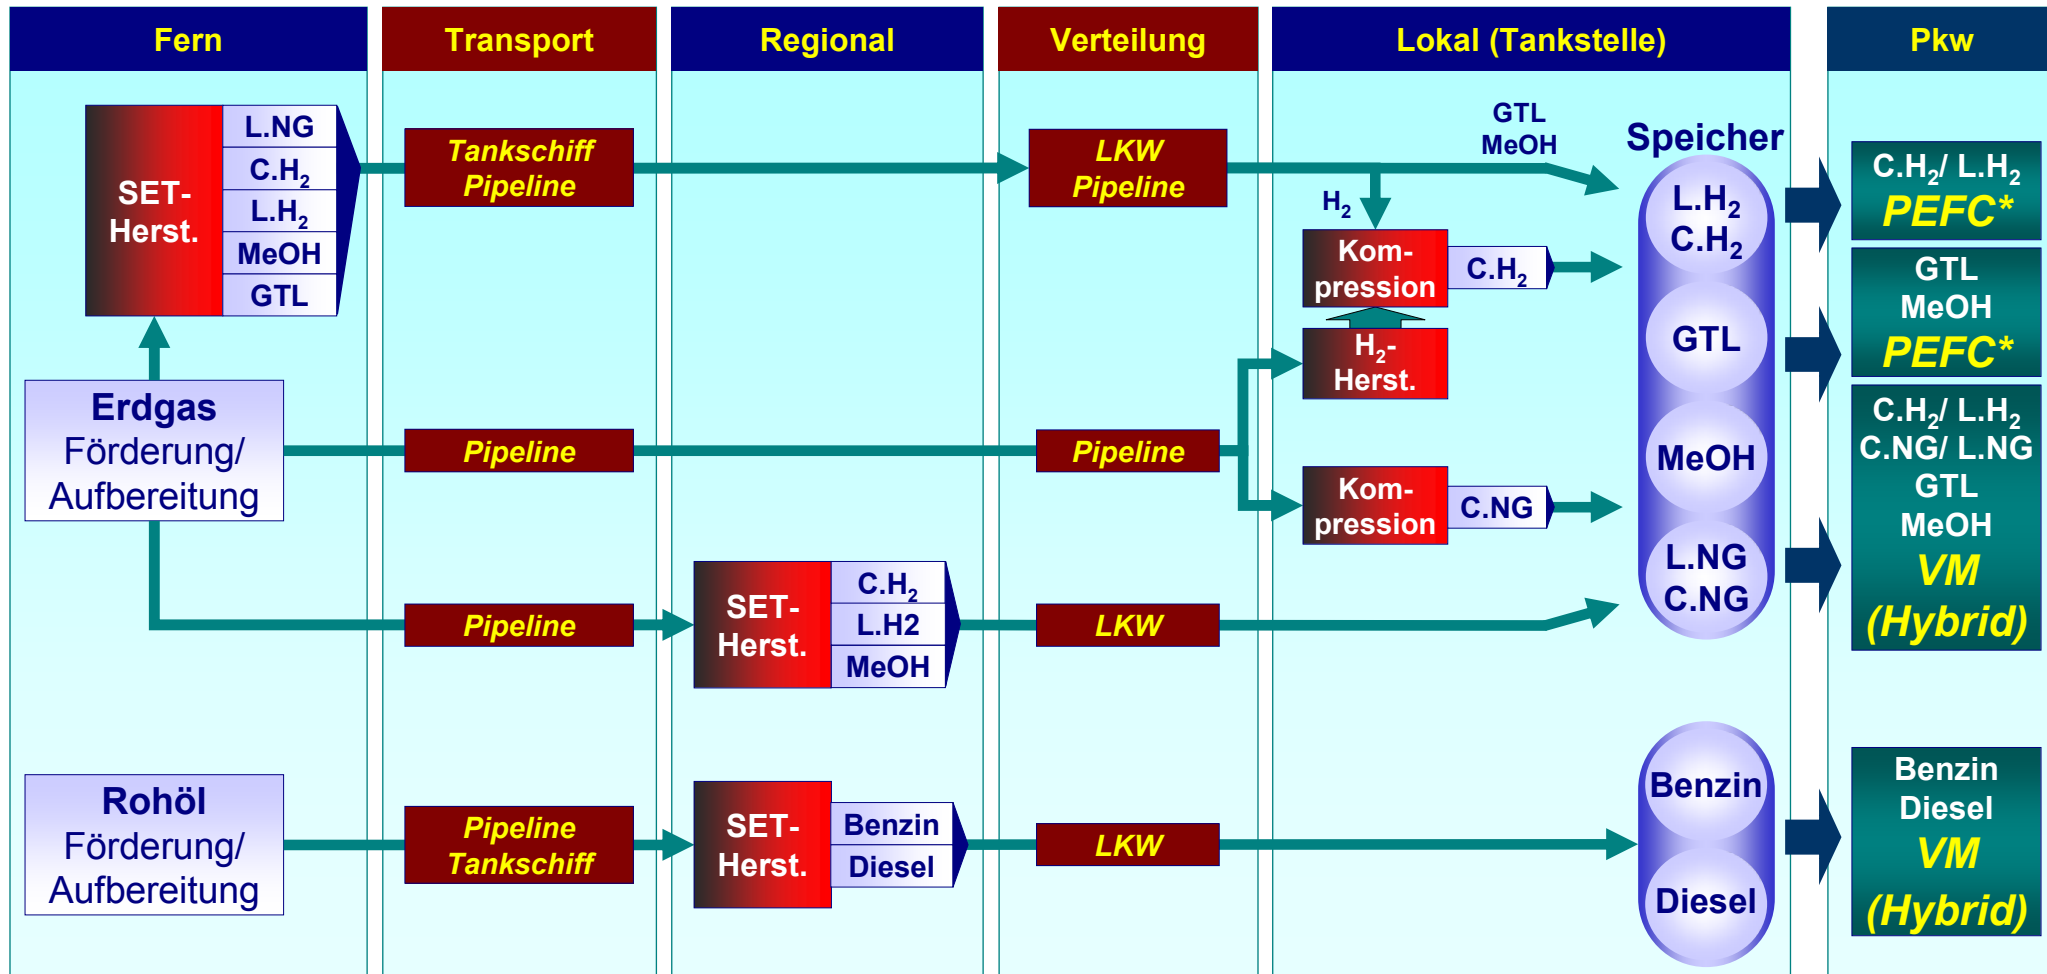 Fern
Transport
Regional
Verteilung
Lokal (Tankstelle)
Pkw
SET-
Herst.
L.NG
C.H₂
L.H₂
MeOH
GTL
Tankschiff
Pipeline
LKW
Pipeline
GTL
MeOH
H₂
Kom-
pression
C.H₂
H₂-
Herst.
Erdgas
Förderung/
Aufbereitung
Pipeline
Pipeline
Kom-
pression
C.NG
Pipeline
SET-
Herst.
C.H₂
L.H2
MeOH
LKW
Speicher
L.H₂
C.H₂
GTL
MeOH
L.NG
C.NG
C.H₂/ L.H₂
PEFC*
GTL
MeOH
PEFC*
C.H₂/ L.H₂
C.NG/ L.NG
GTL
MeOH
VM
(Hybrid)
Rohöl
Förderung/
Aufbereitung
Pipeline
Tankschiff
SET-
Herst.
Benzin
Diesel
LKW
Benzin
Diesel
Benzin
Diesel
VM
(Hybrid)